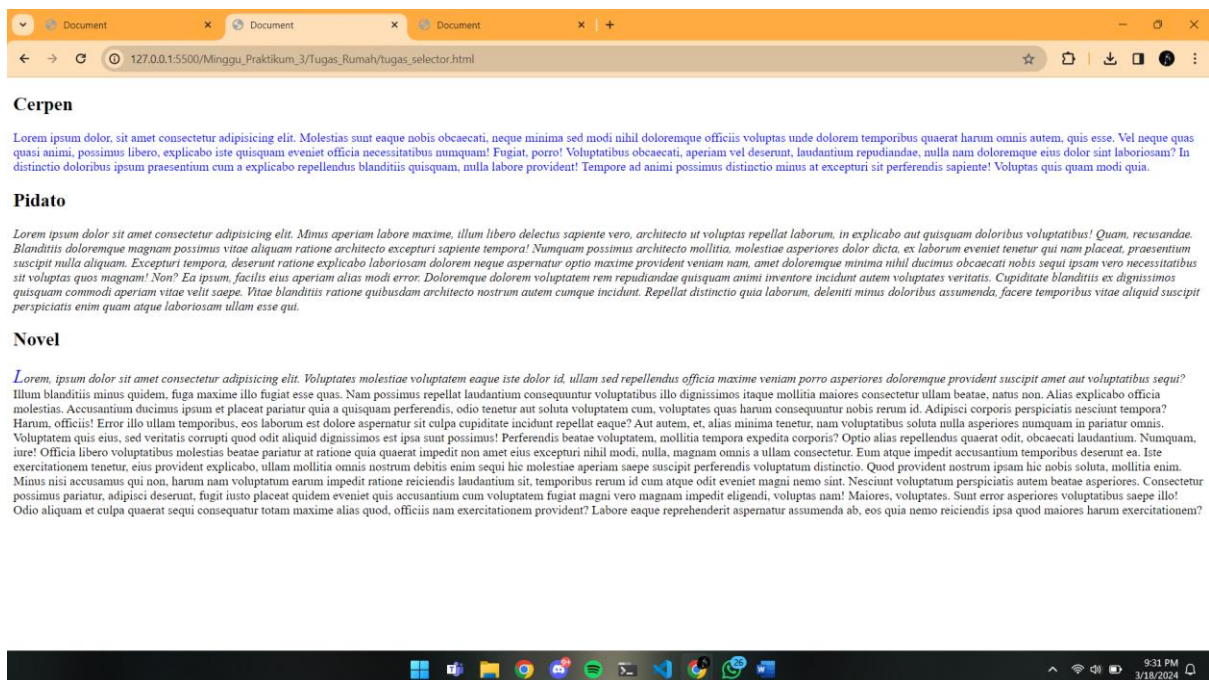 Document
Document
Document
127.0.0.1:5500/Minggu_Praktikum_3/Tugas_Rumah/tugas_selector.html
Cerpen
Lorem ipsum dolor, sit amet consectetur adipisicing elit. Molestias sunt eaque nobis obcaecati, neque minima sed modi nihil doloremque officiis voluptas unde dolorem temporibus quaerat harum omnis autem, quis esse. Vel neque quas
quasi animi, possimus libero, explicabo iste quisquam eveniet officia necessitatibus numquam! Fugiat, porro! Voluptatibus obcaecati, aperiam vel deserunt, laudantium repudiandae, nulla nam doloremque eius dolor sint laboriosam? In
distinctio doloribus ipsum praesentium cum a explicabo repellendus blanditiis quisquam, nulla labore provident! Tempore ad animi possimus distinctio minus at excepturi sit perferendis sapiente! Voluptas quis quam modi quia.
Pidato
Lorem ipsum dolor sit amet consectetur adipisicing elit. Minus aperiam labore maxime, illum libero delectus sapiente vero, architecto ut voluptas repellat laborum, in explicabo aut quisquam doloribus voluptatibus! Quam, recusandae.
Blanditiis doloremque magnam possimus vitae aliquam ratione architecto excepturi sapiente tempora! Numquam possimus architecto mollitia, molestiae asperiores dolor dicta, ex laborum eveniet tenetur qui nam placeat, praesentium
suscipit nulla aliquam. Excepturi tempora, deserunt ratione explicabo laboriosam dolorem neque aspernatur optio maxime provident veniam nam, amet doloremque minima nihil ducimus obcaecati nobis sequi ipsam vero necessitatibus
sit voluptas quos magnam! Non? Ea ipsum, facilis eius aperiam alias modi error. Doloremque dolorem voluptatem rem repudiandae quisquam animi inventore incidunt autem voluptates veritatis. Cupiditate blanditiis ex dignissimos
quisquam commodi aperiam vitae velit saepe. Vitae blanditiis ratione quibusdam architecto nostrum autem cumque incidunt. Repellat distinctio quia laborum, deleniti minus doloribus assumenda, facere temporibus vitae aliquid suscipit
perspiciatis enim quam atque laboriosam ullam esse qui.
Novel
Lorem, ipsum dolor sit amet consectetur adipisicing elit. Voluptates molestiae voluptatem eaque iste dolor id, ullam sed repellendus officia maxime veniam porro asperiores doloremque provident suscipit amet aut voluptatibus sequi?
Illum blanditiis minus quidem, fuga maxime illo fugiat esse quas. Nam possimus repellat laudantium consequuntur voluptatibus illo dignissimos itaque mollitia maiores consectetur ullam beatae, natus non. Alias explicabo officia
molestias. Accusantium ducimus ipsum et placeat pariatur quia a quisquam perferendis, odio tenetur aut soluta voluptatem cum, voluptates quas harum consequuntur nobis rerum id. Adipisci corporis perspiciatis nesciunt tempora?
Harum, officiis! Error illo ullam temporibus, eos laborum est dolore aspernatur sit culpa cupiditate incidunt repellat eaque? Aut autem, et, alias minima tenetur, nam voluptatibus soluta nulla asperiores numquam in pariatur omnis.
Voluptatem quis eius, sed veritatis corrupti quod odit aliquid dignissimos est ipsa sunt possimus! Perferendis beatae voluptatem, mollitia tempora expedita corporis? Optio alias repellendus quaerat odit, obcaecati laudantium. Numquam,
iure! Officia libero voluptatibus molestias beatae pariatur at ratione quia quaerat impedit non amet eius excepturi nihil modi, nulla, magnam omnis a ullam consectetur. Eum atque impedit accusantium temporibus deserunt ea. Iste
exercitationem tenetur, eius provident explicabo, ullam mollitia omnis nostrum debitis enim sequi hic molestiae aperiam saepe suscipit perferendis voluptatum distinctio. Quod provident nostrum ipsam hic nobis soluta, mollitia enim.
Minus nisi accusamus qui non, harum nam voluptatum earum impedit ratione reiciendis laudantium sit, temporibus rerum id cum atque odit eveniet magni nemo sint. Nesciunt voluptatum perspiciatis autem beatae asperiores. Consectetur
possimus pariatur, adipisci deserunt, fugit iusto placeat quidem eveniet quis accusantium cum voluptatem fugiat magni vero magnam impedit eligendi, voluptas nam! Maiores, voluptates. Sunt error asperiores voluptatibus saepe illo!
Odio aliquam et culpa quaerat sequi consequatur totam maxime alias quod, officiis nam exercitationem provident? Labore eaque reprehenderit aspernatur assumenda ab, eos quia nemo reiciendis ipsa quod maiores harum exercitationem?
26
9:31 PM
3/18/2024